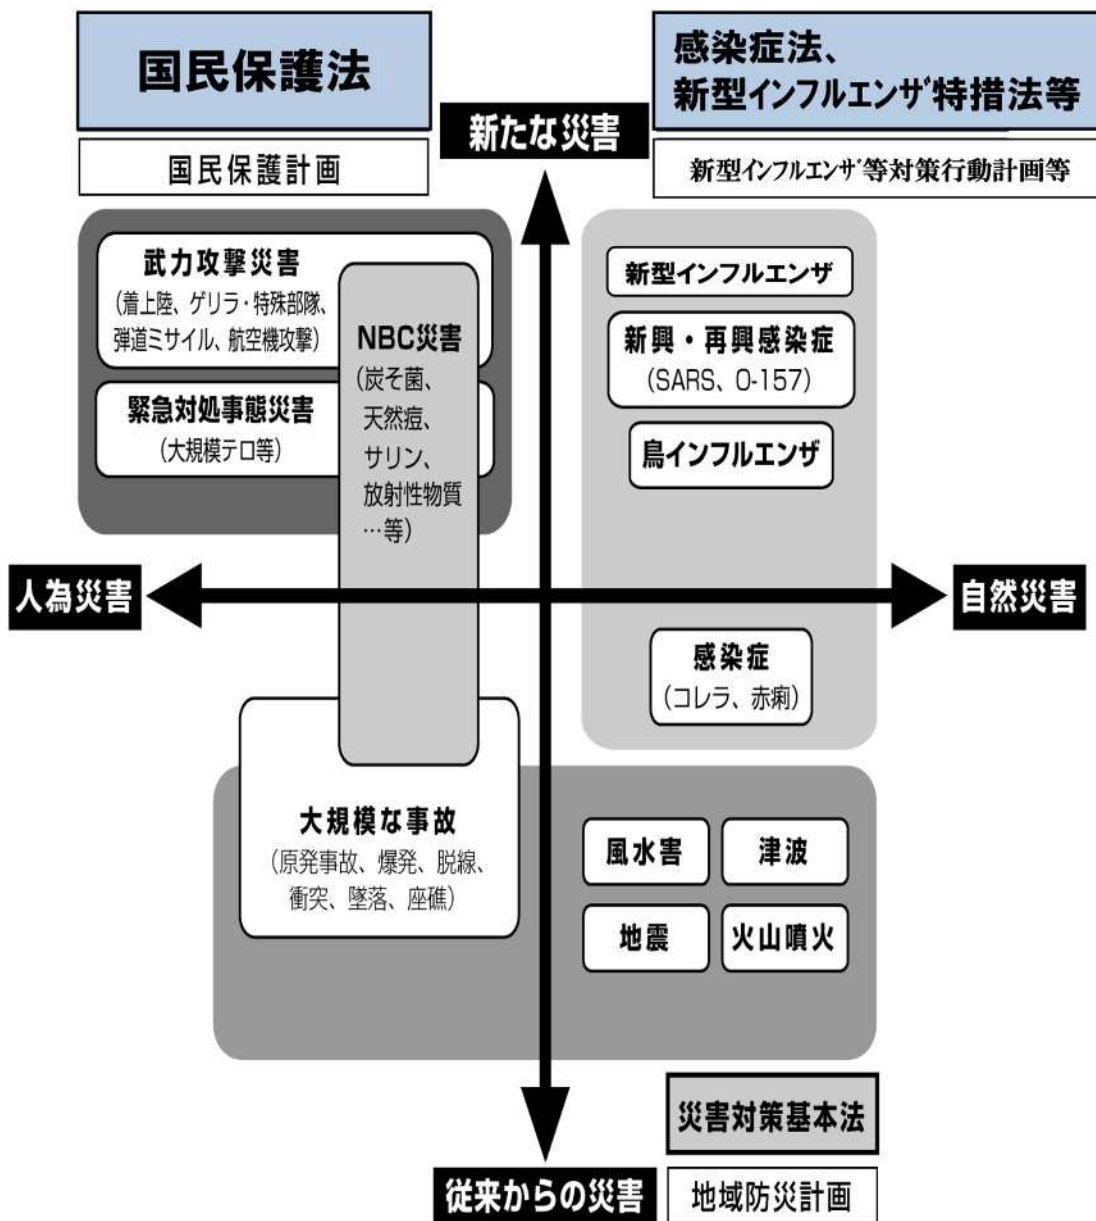 国民保護法
国民保護計画
感染症法、
新型インフルエンザ特措法等
新型インフルエンザ等対策行動計画等
新たな災害
武力攻撃災害
(着上陸、ゲリラ・特殊部隊、
弾道ミサイル、航空機攻撃)
緊急対処事態災害
(大規模テロ等)
NBC災害
(炭そ菌、
天然痘、
サリン、
放射性物質
…等)
新型インフルエンザ
新興・再興感染症
(SARS、O-157)
鳥インフルエンザ
人為災害
自然災害
感染症
(コレラ、赤痢)
大規模な事故
(原発事故、爆発、脱線、
衝突、墜落、座礁)
風水害
津波
地震
火山噴火
災害対策基本法
地域防災計画
従来からの災害